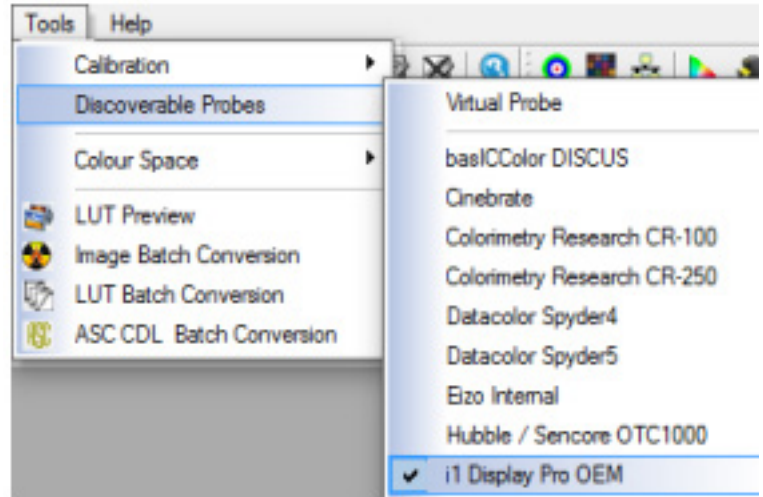 Tools Help
Calibration
Discoverable Probes
Colour Space
LUT Preview
Image Batch Conversion
LUT Batch Conversion
ASC CDL Batch Conversion
Virtual Probe
basICColor DISCUS
Cinebrate
Colorimetry Research CR-100
Colorimetry Research CR-250
Datacolor Spyder4
Datacolor Spyder5
Eizo Internal
Hubble / Sencore OTC1000
i1 Display Pro OEM